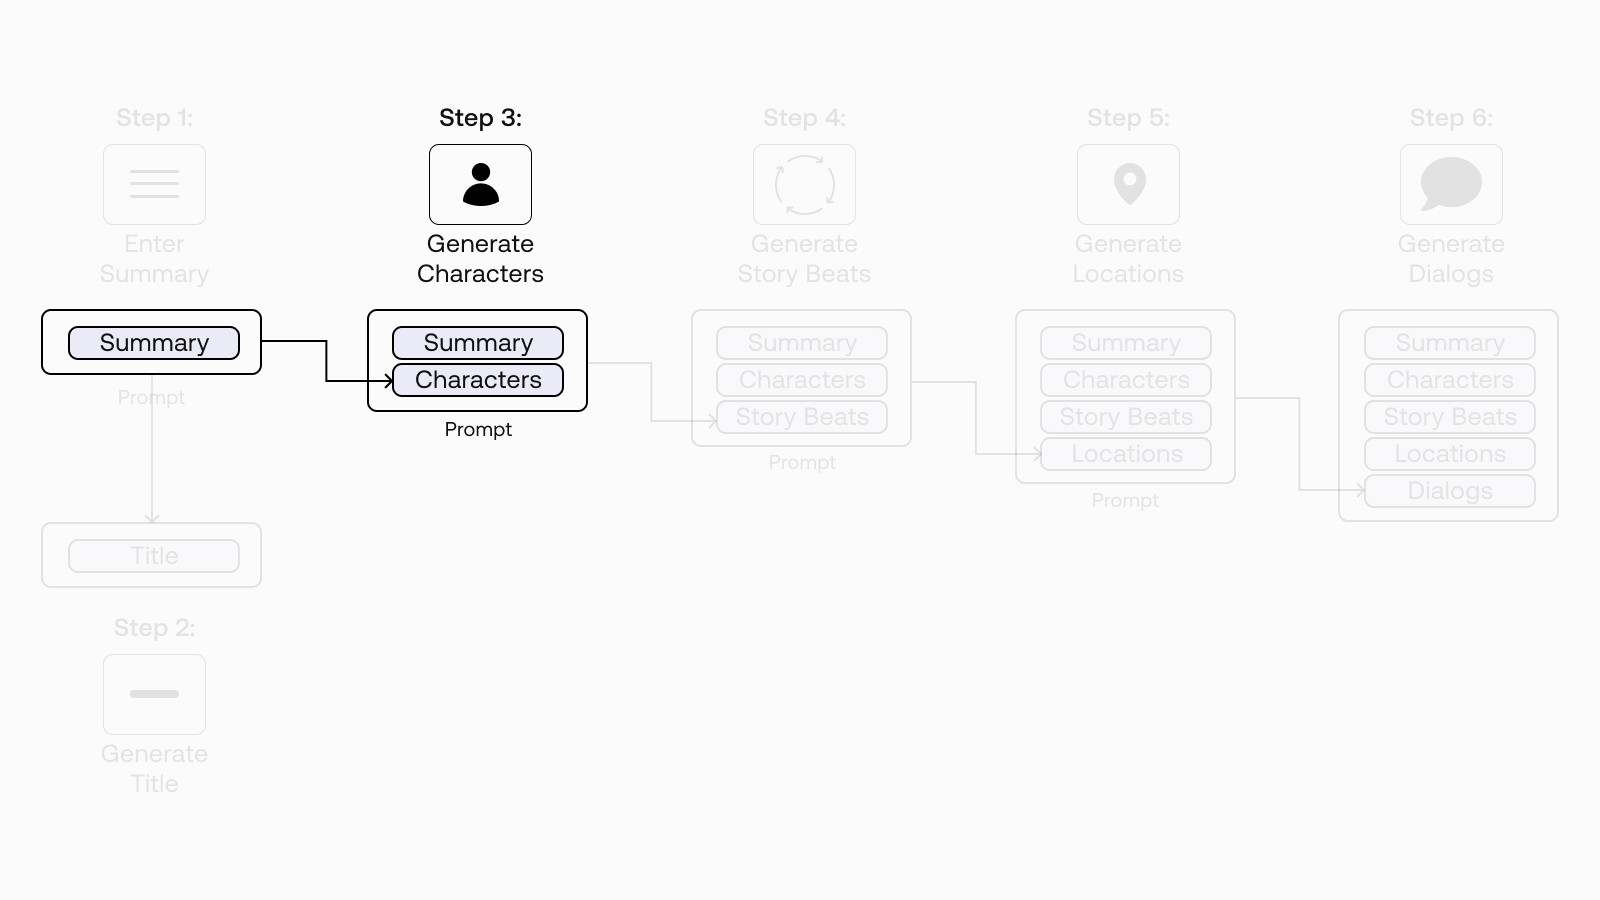 Step 1:
Enter
Summary
Summary
Prompt
Title
Step 2:
Generate
Title
Step 3:
Generate
Characters
Summary
Characters
Prompt
Step 4:
Generate
Story Beats
Summary
Characters
Story Beats
Prompt
Step 5:
Generate
Locations
Summary
Characters
Story Beats
Locations
Prompt
Step 6:
Generate
Dialogs
Summary
Characters
Story Beats
Locations
Dialogs